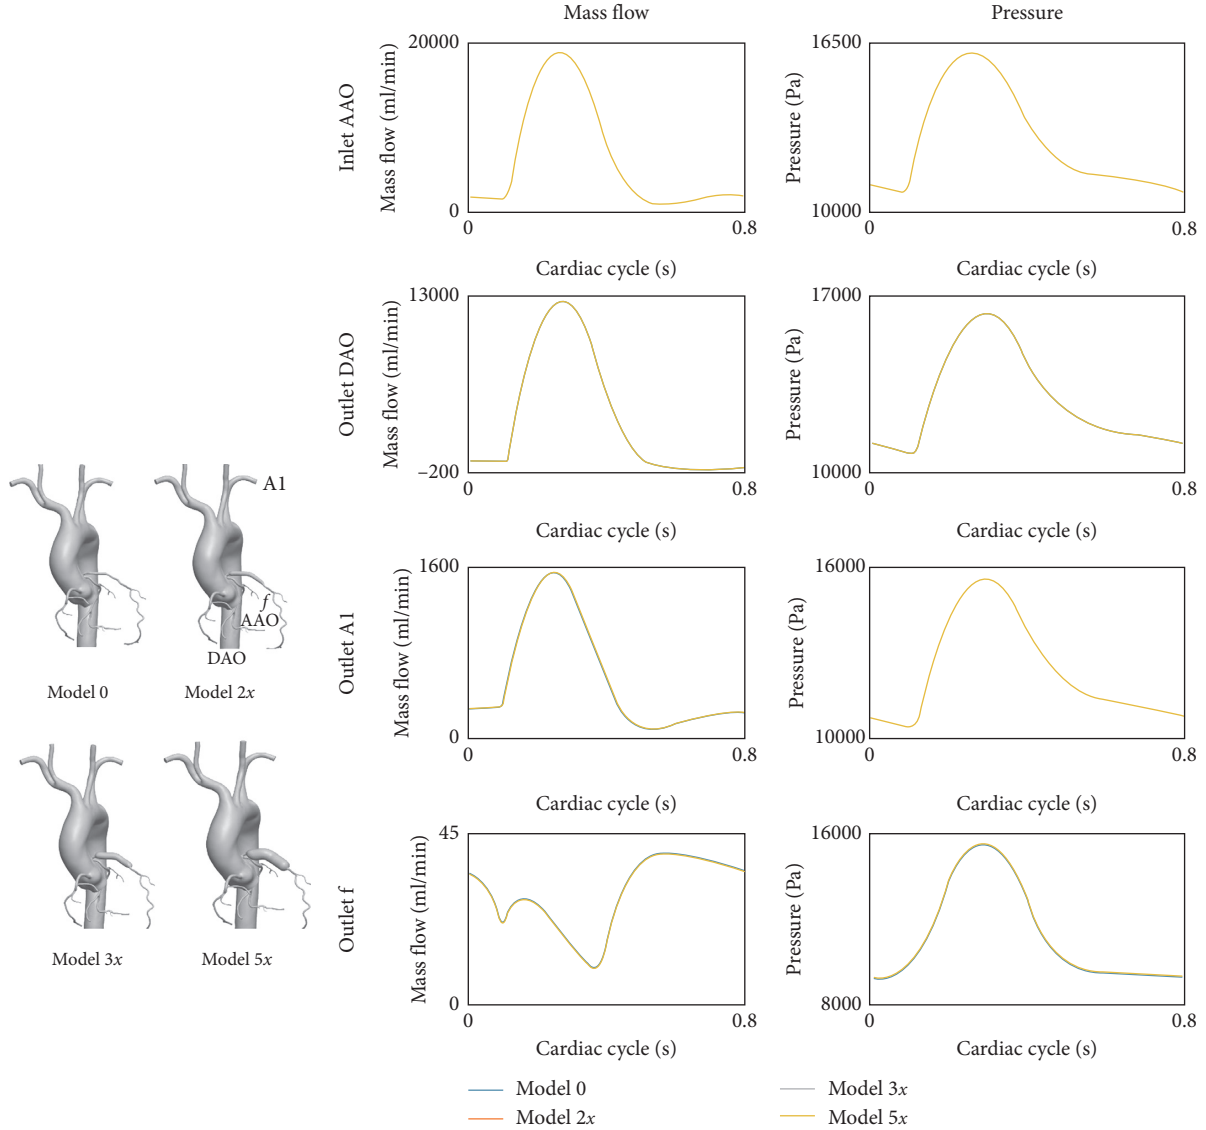 Mass flow
Pressure
Inlet AAO
Mass flow (ml/min)
20000
0
0
0.8
Cardiac cycle (s)
Pressure (Pa)
16500
10000
0
0.8
Cardiac cycle (s)
Outlet DAO
Mass flow (ml/min)
13000
–200
0
0.8
Cardiac cycle (s)
Pressure (Pa)
17000
10000
0
0.8
Cardiac cycle (s)
Outlet A1
Mass flow (ml/min)
1600
0
0
0.8
Cardiac cycle (s)
Pressure (Pa)
16000
10000
0
0.8
Cardiac cycle (s)
Outlet f
Mass flow (ml/min)
45
0
0
0.8
Cardiac cycle (s)
Pressure (Pa)
16000
8000
0
0.8
Cardiac cycle (s)
A1
f
AAO
DAO
Model 0
Model 2x
Model 3x
Model 5x
Model 0
Model 2x
Model 3x
Model 5x